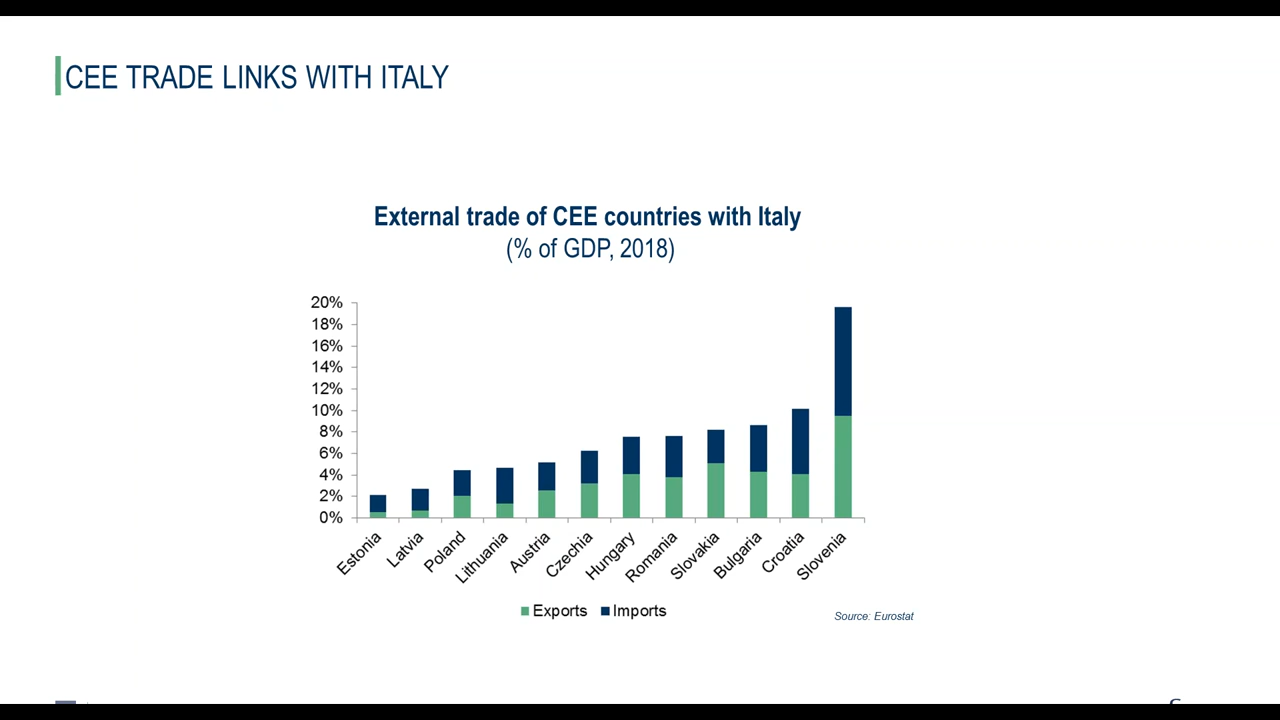 CEE TRADE LINKS WITH ITALY
External trade of CEE countries with Italy
(% of GDP, 2018)
20%
18%
16%
14%
12%
10%
8%
6%
4%
2%
0%
Estonia
Latvia
Poland
Lithuania
Austria
Czechia
Hungary
Romania
Slovakia
Bulgaria
Croatia
Slovenia
Exports Imports
Source: Eurostat